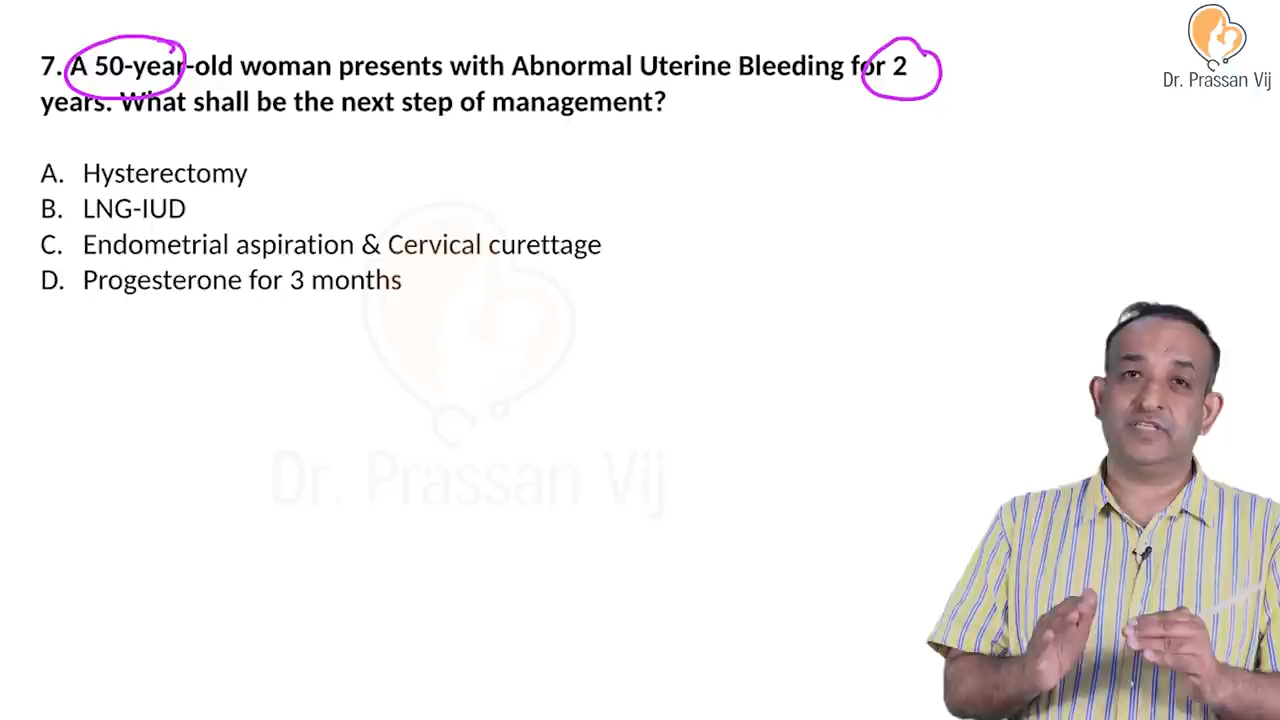 7. A 50-year-old woman presents with Abnormal Uterine Bleeding for 2
years. What shall be the next step of management?
A. Hysterectomy
B. LNG-IUD
C. Endometrial aspiration & Cervical curettage
D. Progesterone for 3 months
Dr. Prassan Vij
Dr. Prassan Vij